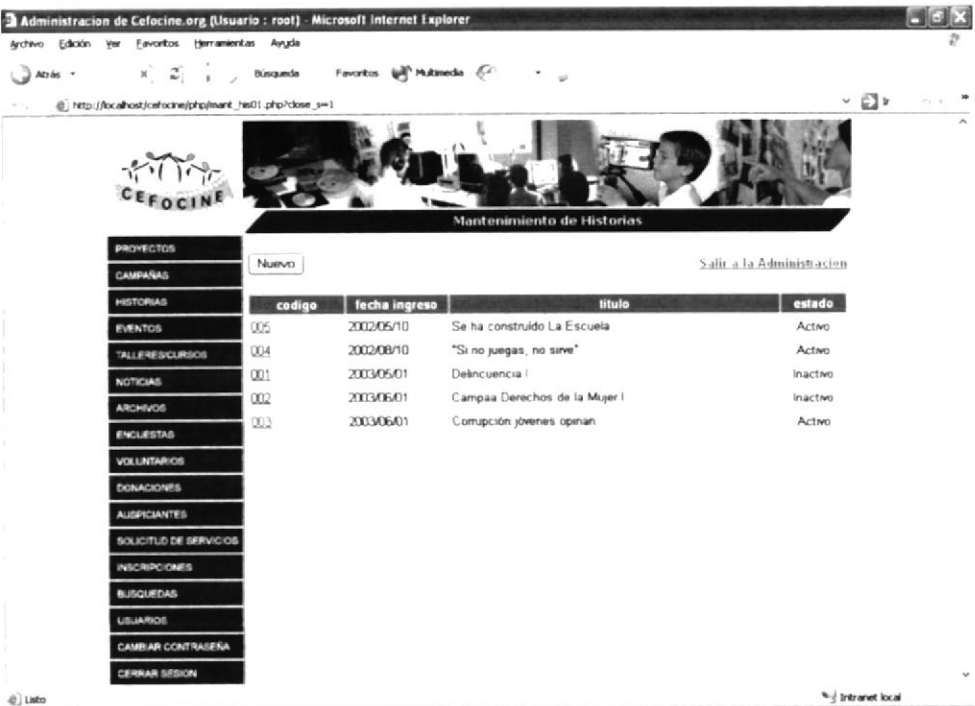 Administracion de Cefocine.org (Usuario : root) - Microsoft Internet Explorer
Archivo Edición Ver Favoritos Herramientas Ayuda
Atrás Búsqueda Favoritos Multimedia
http://localhost/cefocine/php/mant_his01.php?close_s=1 Ir
CEFOCINE
Mantenimiento de Historias
PROYECTOS
CAMPAÑAS
HISTORIAS
EVENTOS
TALLERES/CURSOS
NOTICIAS
ARCHIVOS
ENCUESTAS
VOLUNTARIOS
DONACIONES
AUSPICIANTES
SOLICITUD DE SERVICIOS
INSCRIPCIONES
BUSQUEDAS
USUARIOS
CAMBIAR CONTRASEÑA
CERRAR SESION
Nuevo Salir a la Administracion
codigo fecha ingreso titulo estado
005 2002/05/10 Se ha construído La Escuela Activo
004 2002/08/10 "Si no juegas, no sirve" Activo
001 2003/05/01 Delincuencia I Inactivo
002 2003/06/01 Campaa Derechos de la Mujer I Inactivo
003 2003/06/01 Corrupción jóvenes opinan Activo
Listo Intranet local